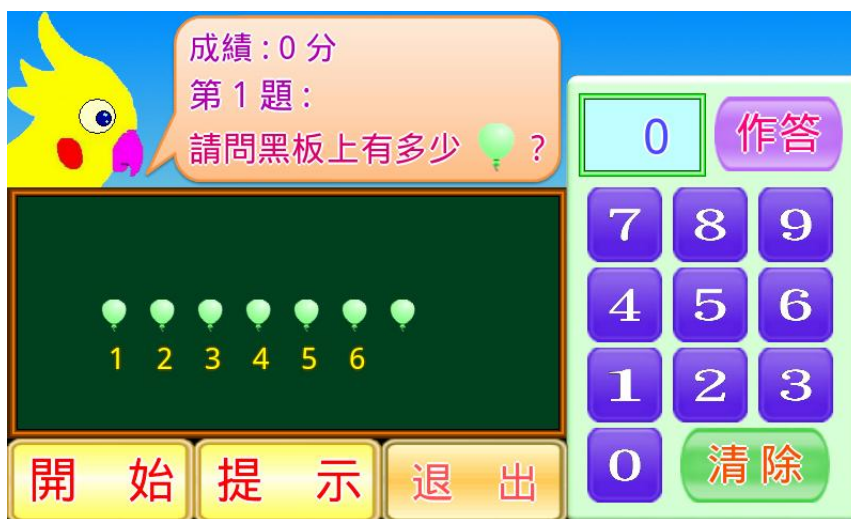 成績:0 分
第 1 題:
請問黑板上有多少 ?
0 作答
7 8 9
4 5 6
1 2 3
0 清除
1 2 3 4 5 6
開 始 提 示 退 出